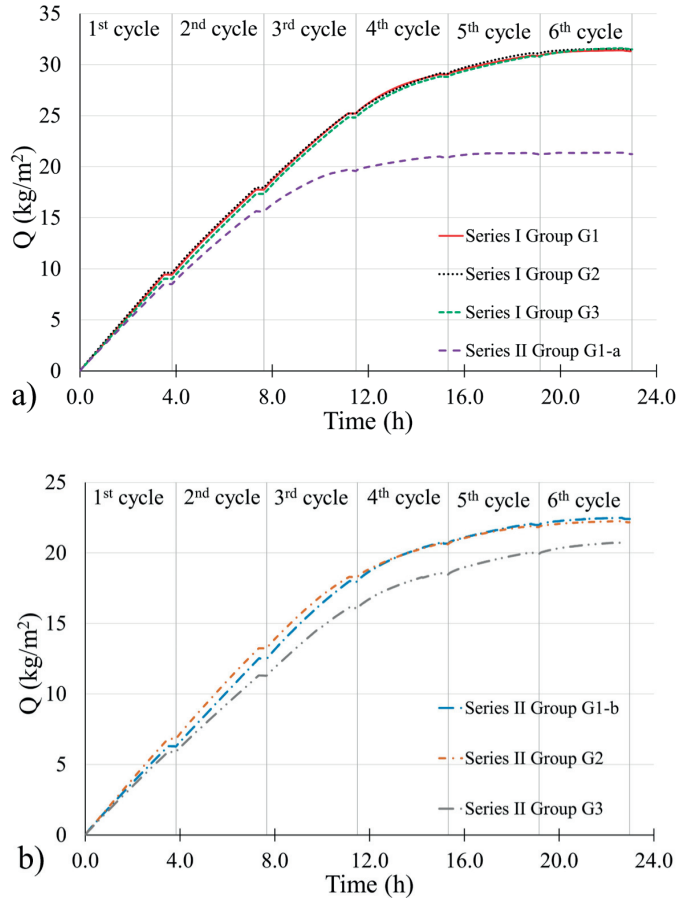 a)
1st cycle 2nd cycle 3rd cycle 4th cycle 5th cycle 6th cycle
35
30
25
20
15
10
5
0
Q (kg/m2)
Series I Group G1
Series I Group G2
Series I Group G3
Series II Group G1-a
0.0 4.0 8.0 12.0 16.0 20.0 24.0
Time (h)
b)
1st cycle 2nd cycle 3rd cycle 4th cycle 5th cycle 6th cycle
25
20
15
10
5
0
Q (kg/m2)
Series II Group G1-b
Series II Group G2
Series II Group G3
0.0 4.0 8.0 12.0 16.0 20.0 24.0
Time (h)